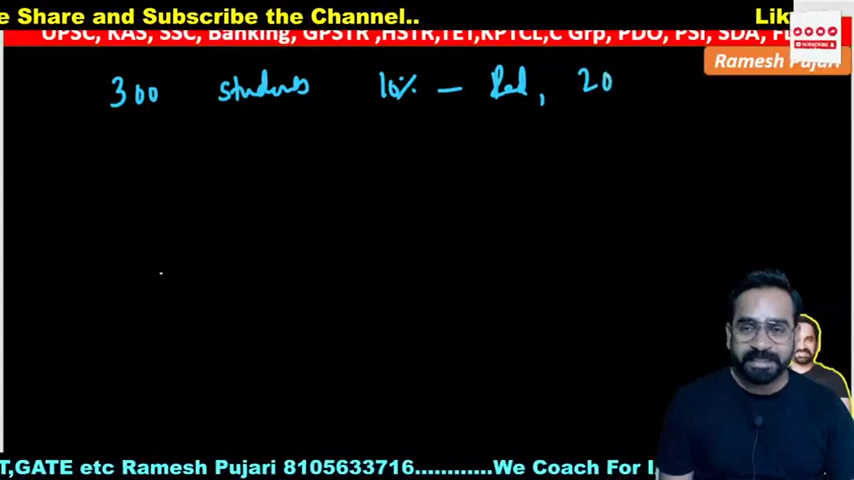 e Share and Subscribe the Channel.. Lik
UPSC, KAS, SSC, Banking, GPSTR ,HSTR,TET,KPTCL,C Grp, PDO, PSI, SDA, F
Ramesh Pujari
300 students 10% — Red, 20
T,GATE etc Ramesh Pujari 8105633716............We Coach For I